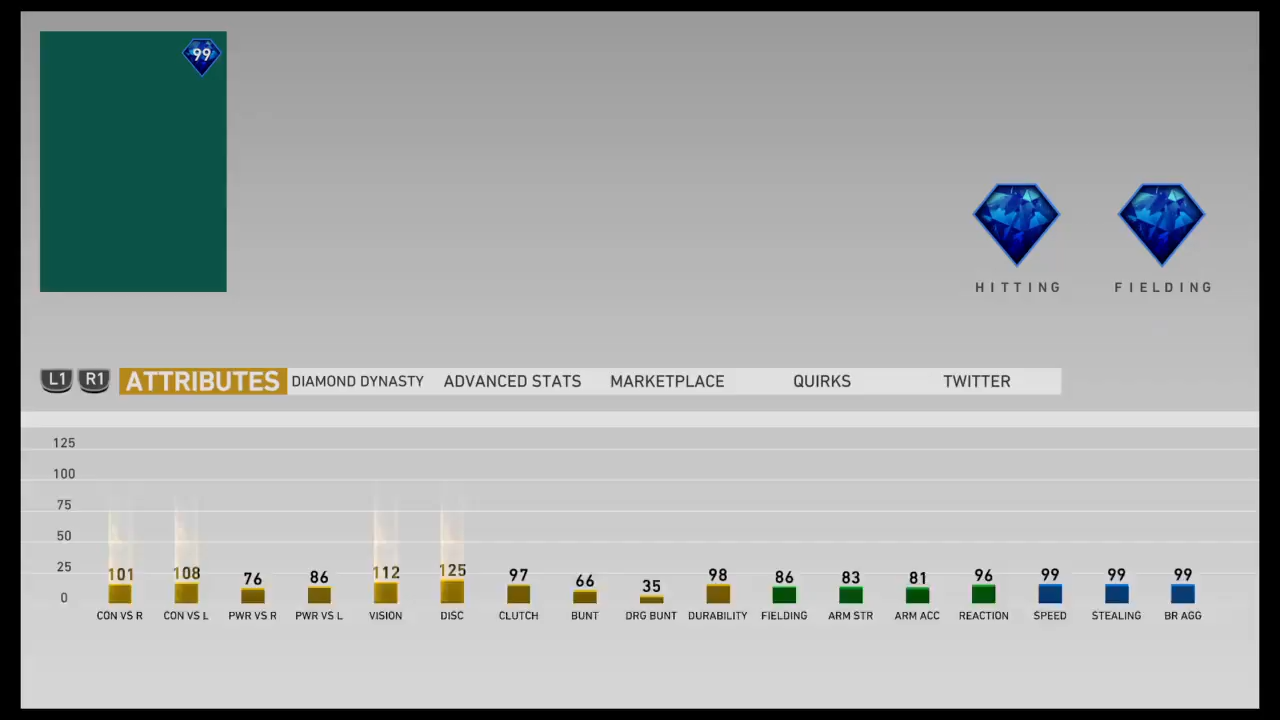 99
HITTING FIELDING
L1 R1 ATTRIBUTES DIAMOND DYNASTY ADVANCED STATS MARKETPLACE QUIRKS TWITTER
125
100
75
50
25
0
101 108 76 86 112 125 97 66 35 98 86 83 81 96 99 99 99
CON VS R CON VS L PWR VS R PWR VS L VISION DISC CLUTCH BUNT DRG BUNT DURABILITY FIELDING ARM STR ARM ACC REACTION SPEED STEALING BR AGG